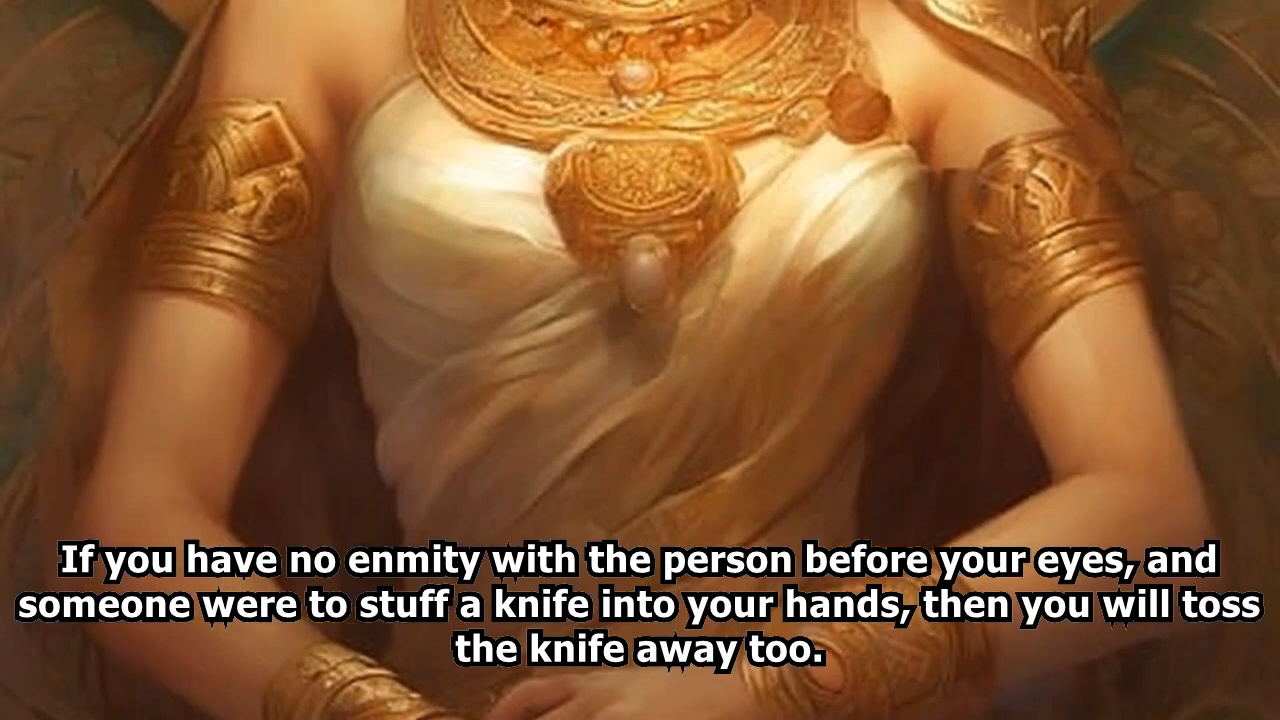 If you have no enmity with the person before your eyes, and
someone were to stuff a knife into your hands, then you will toss
the knife away too.